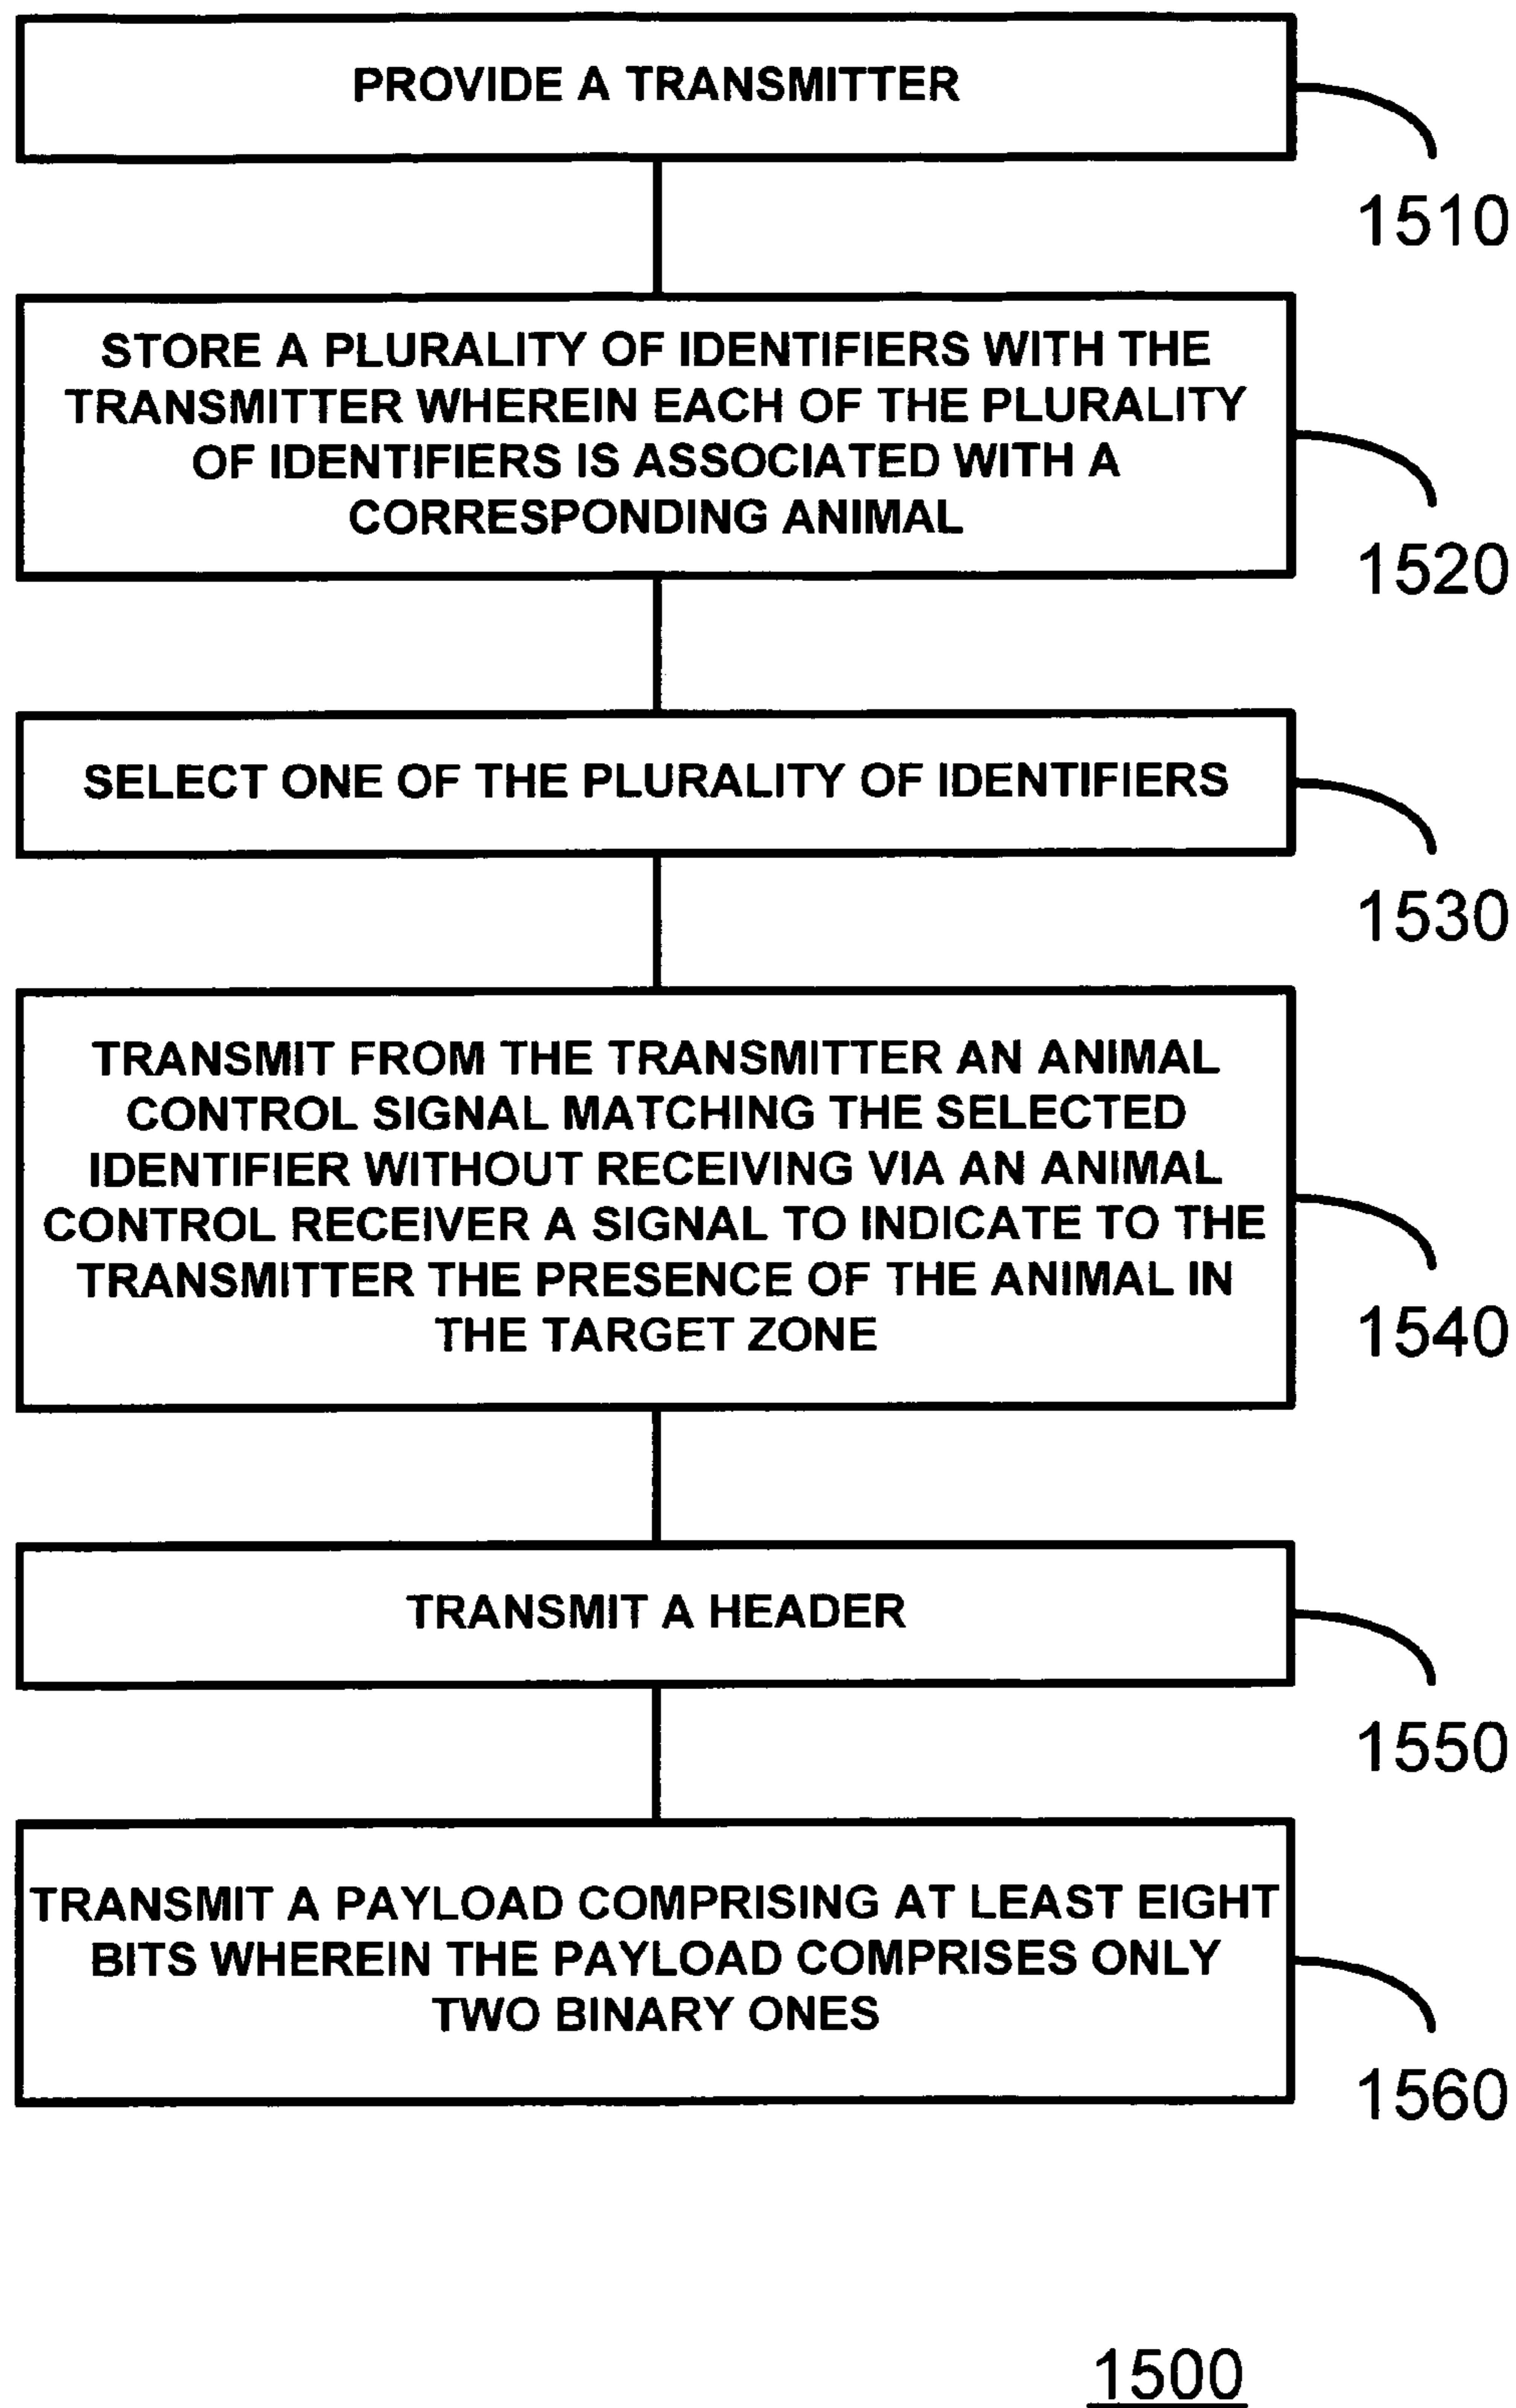 PROVIDE A TRANSMITTER
1510
STORE A PLURALITY OF IDENTIFIERS WITH THE
TRANSMITTER WHEREIN EACH OF THE PLURALITY
OF IDENTIFIERS IS ASSOCIATED WITH A
CORRESPONDING ANIMAL
1520
SELECT ONE OF THE PLURALITY OF IDENTIFIERS
1530
TRANSMIT FROM THE TRANSMITTER AN ANIMAL
CONTROL SIGNAL MATCHING THE SELECTED
IDENTIFIER WITHOUT RECEIVING VIA AN ANIMAL
CONTROL RECEIVER A SIGNAL TO INDICATE TO THE
TRANSMITTER THE PRESENCE OF THE ANIMAL IN
THE TARGET ZONE
1540
TRANSMIT A HEADER
1550
TRANSMIT A PAYLOAD COMPRISING AT LEAST EIGHT
BITS WHEREIN THE PAYLOAD COMPRISES ONLY
TWO BINARY ONES
1560
1500